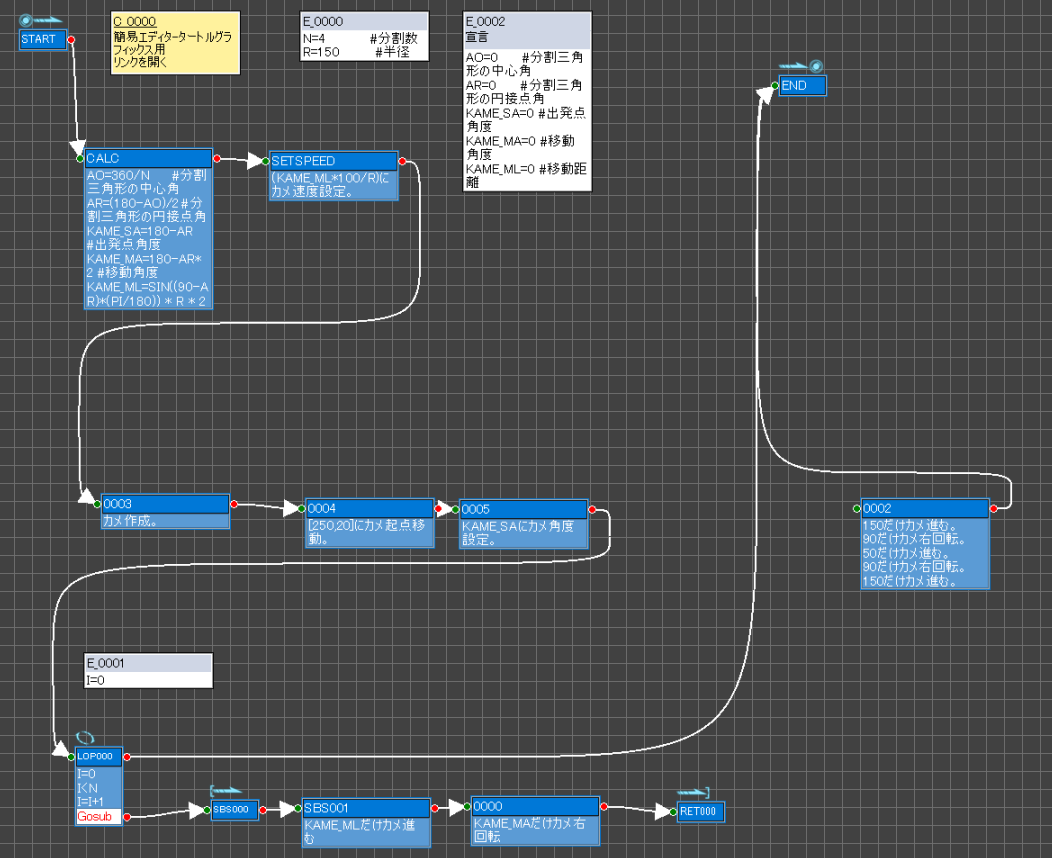 START
C_0000
簡易エディタータートルグラ
フィックス用
リンクを開く
E_0000
N=4 #分割数
R=150 #半径
E_0002
宣言
AO=0 #分割三角
形の中心角
AR=0 #分割三角
形の円接点角
KAME_SA=0 #出発点
角度
KAME_MA=0 #移動
角度
KAME_ML=0 #移動距
離
END
CALC
AO=360/N #分割
三角形の中心角
AR=(180-AO)/2#分
割三角形の円接点角
KAME_SA=180-AR
#出発点角度
KAME_MA=180-AR*
2 #移動角度
KAME_ML=SIN((90-A
R)*(PI/180)) * R * 2
SETSPEED
(KAME_ML*100/R)に
カメ速度設定。
0003
カメ作成。
0004
[250,20]にカメ起点移
動。
0005
KAME_SAにカメ角度
設定。
0002
150だけカメ進む。
90だけカメ右回転。
50だけカメ進む。
90だけカメ右回転。
150だけカメ進む。
E_0001
I=0
LOP000
I=0
I<N
I=I+1
Gosub
SBS000
SBS001
KAME_MLだけカメ進
む
0000
KAME_MAだけカメ右
回転
RET000